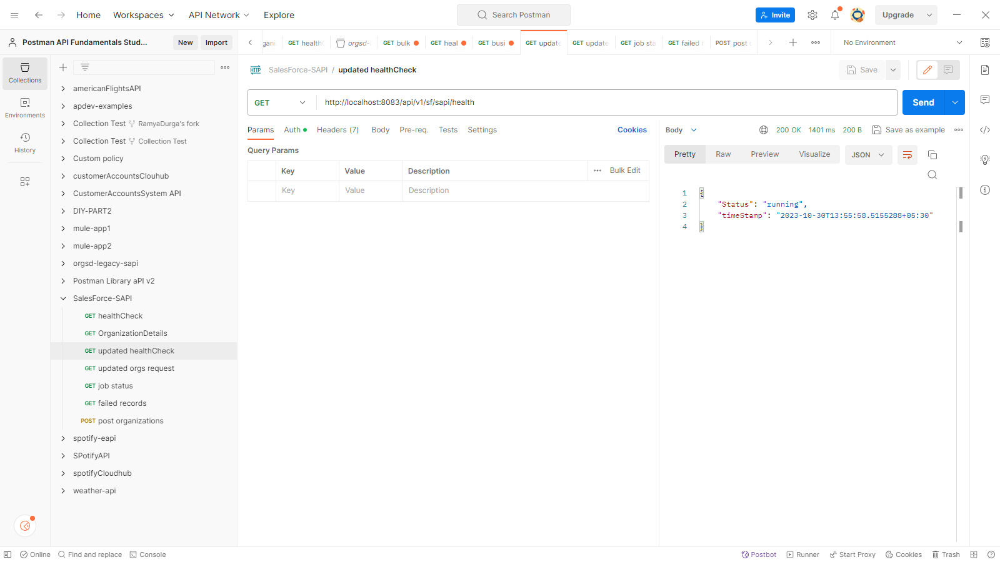 Home Workspaces API Network Explore Search Postman Invite Upgrade
Postman API Fundamentals Stud... New Import
GET health GET bulk GET heal GET busi GET update GET update GET job sta GET failed POST post No Environment
Collections
Environments
History
americanFlightsAPI
apdev-examples
Collection Test RamyaDurga's fork
Collection Test Collection Test
Custom policy
customerAccountsClouhub
CustomerAccountsSystem API
DIY-PART2
mule-app1
mule-app2
orgsd-legacy-sapi
Postman Library aPI v2
SalesForce-SAPI
GET healthCheck
GET OrganizationDetails
GET updated healthCheck
GET updated orgs request
GET job status
GET failed records
POST post organizations
spotify-eapi
SPotifyAPI
spotifyCloudhub
weather-api
HTTP SalesForce-SAPI / updated healthCheck Save
GET http://localhost:8083/api/v1/sf/sapi/health Send
Params Auth Headers (7) Body Pre-req. Tests Settings Cookies
Query Params
Key Value Description Bulk Edit
Key Value Description
Body 200 OK 1401 ms 200 B Save as example
Pretty Raw Preview Visualize JSON
1 {
2 "Status": "running",
3 "timeStamp": "2023-10-30T13:55:58.5155288+05:30"
4 }
Online Find and replace Console Postbot Runner Start Proxy Cookies Trash